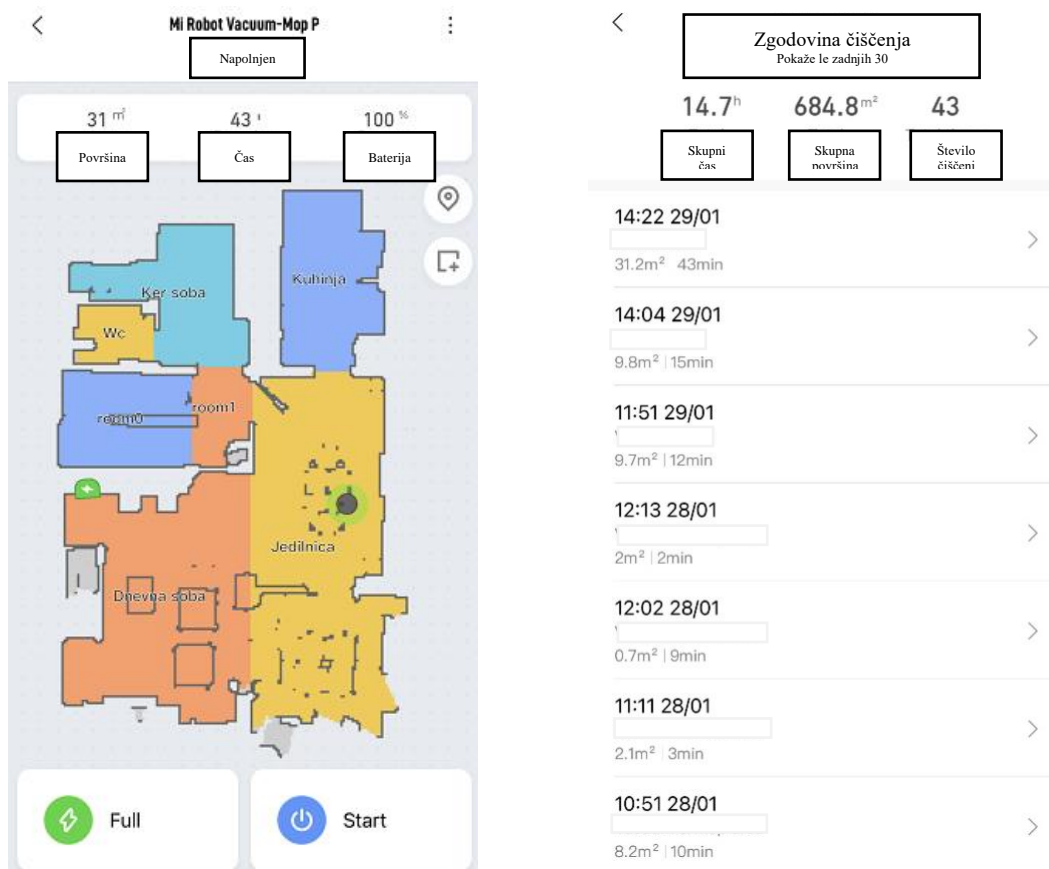 Mi Robot Vacuum-Mop P
Napolnjen
31 m²
43
100 %
Površina
Čas
Baterija
Kuhinja
Ker soba
Wc
room0
room1
Jedilnica
Dnevna soba
Full
Start
Zgodovina čiščenja
Pokaže le zadnjih 30
14.7h
684.8m²
43
Skupni čas
Skupna površina
Število čiščenj
14:22 29/01
31.2m² 43min
14:04 29/01
9.8m² | 15min
11:51 29/01
9.7m² | 12min
12:13 28/01
2m² | 2min
12:02 28/01
0.7m² | 9min
11:11 28/01
2.1m² | 3min
10:51 28/01
8.2m² | 10min